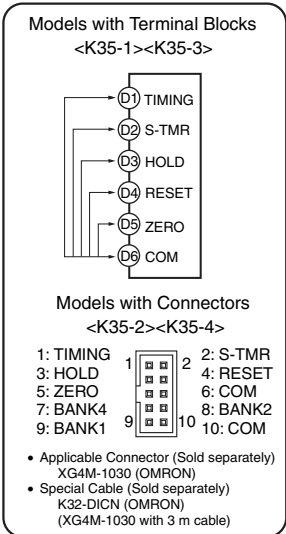 Models with Terminal Blocks
<K35-1><K35-3>
D1 TIMING
D2 S-TMR
D3 HOLD
D4 RESET
D5 ZERO
D6 COM
Models with Connectors
<K35-2><K35-4>
1: TIMING 1 2 2: S-TMR
3: HOLD 4: RESET
5: ZERO 6: COM
7: BANK4 8: BANK2
9: BANK1 9 10 10: COM
• Applicable Connector (Sold separately)
XG4M-1030 (OMRON)
• Special Cable (Sold separately)
K32-DICN (OMRON)
(XG4M-1030 with 3 m cable)